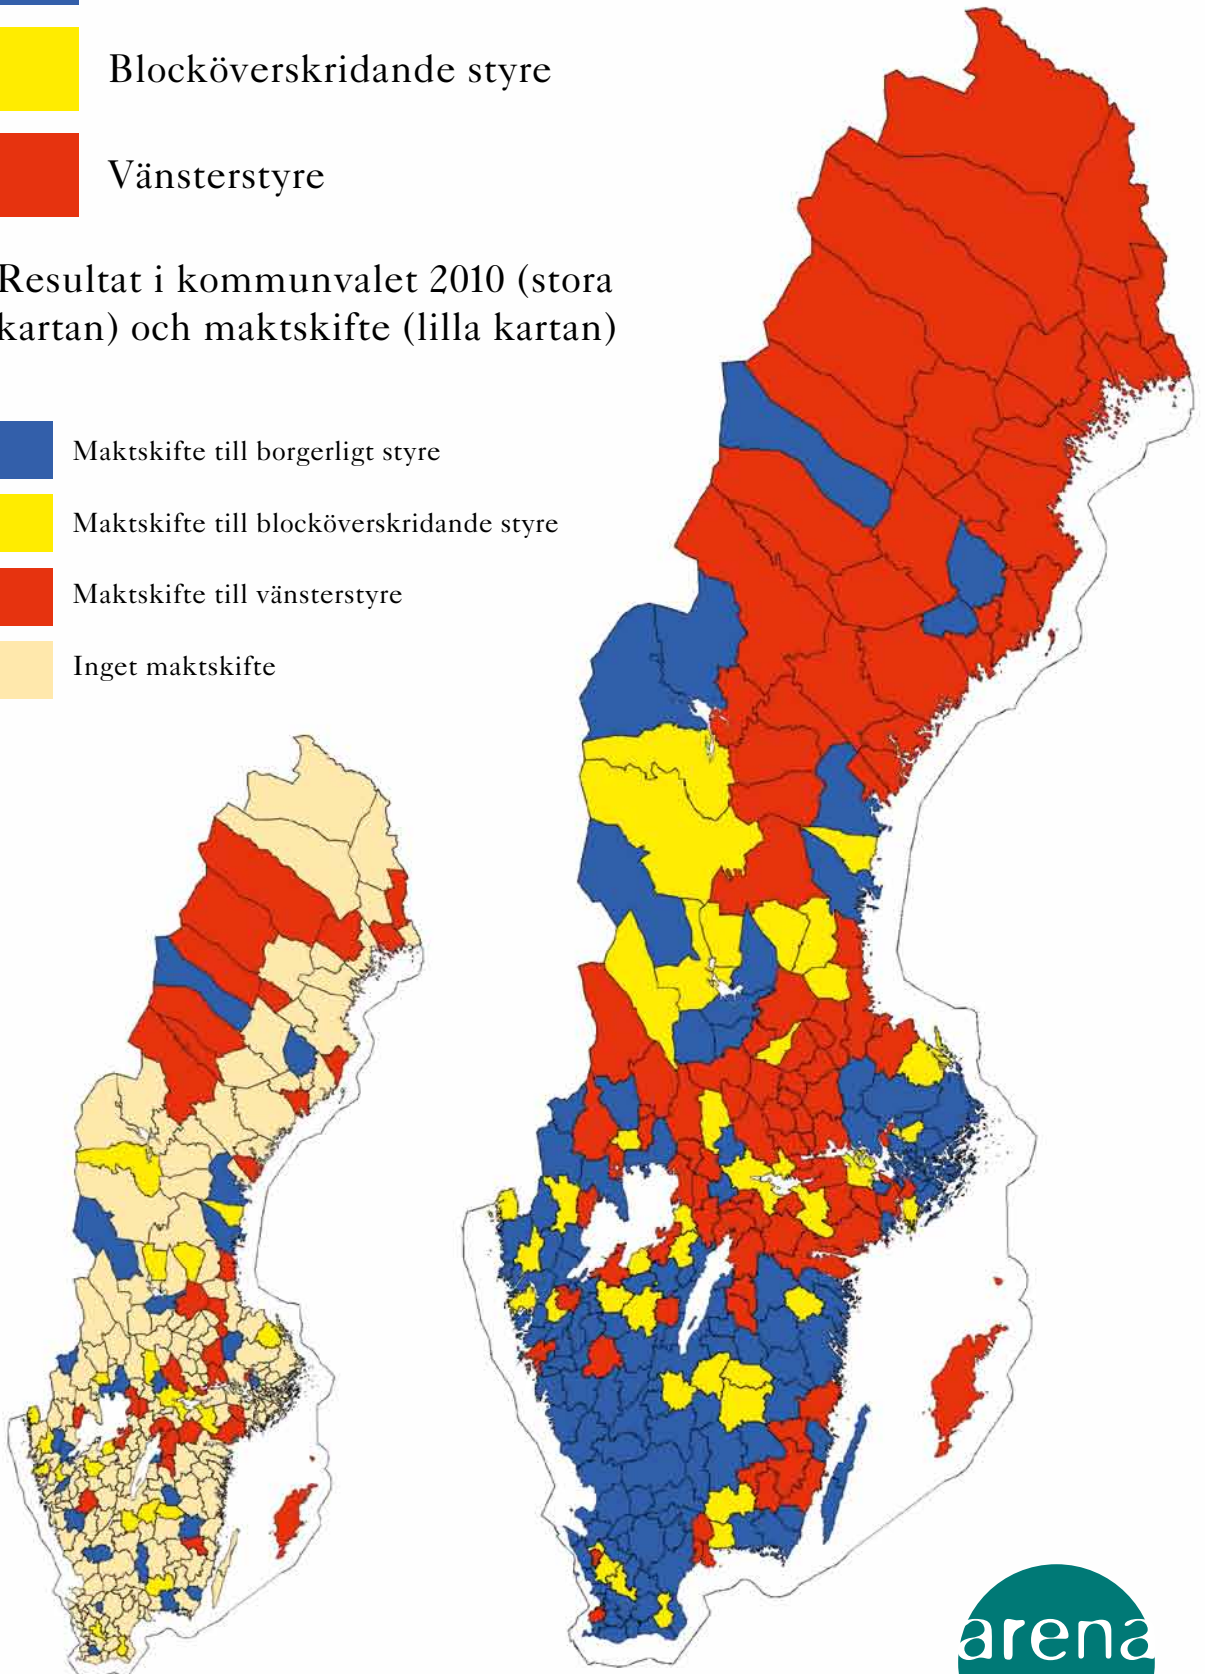 Blocköverskridande styre
Vänsterstyre
Resultat i kommunvalet 2010 (stora
kartan) och maktskifte (lilla kartan)
Maktskifte till borgerligt styre
Maktskifte till blocköverskridande styre
Maktskifte till vänsterstyre
Inget maktskifte
arena